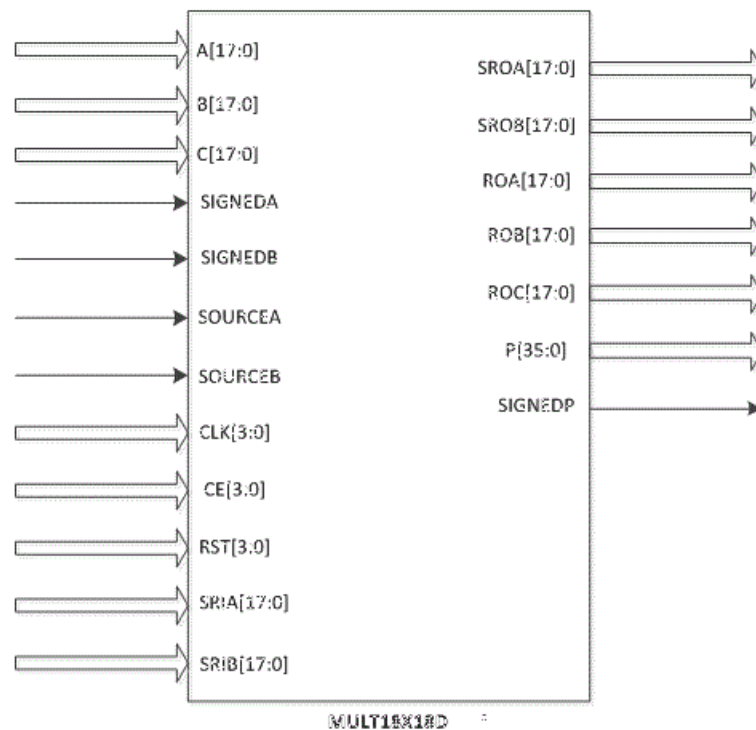 A[17:0]
B[17:0]
C[17:0]
SIGNEDA
SIGNEDB
SOURCEA
SOURCEB
CLK[3:0]
CE[3:0]
RST[3:0]
SRIA[17:0]
SRIB[17:0]
SROA[17:0]
SROB[17:0]
ROA[17:0]
ROB[17:0]
ROC[17:0]
P[35:0]
SIGNEDP
MULT18X18D